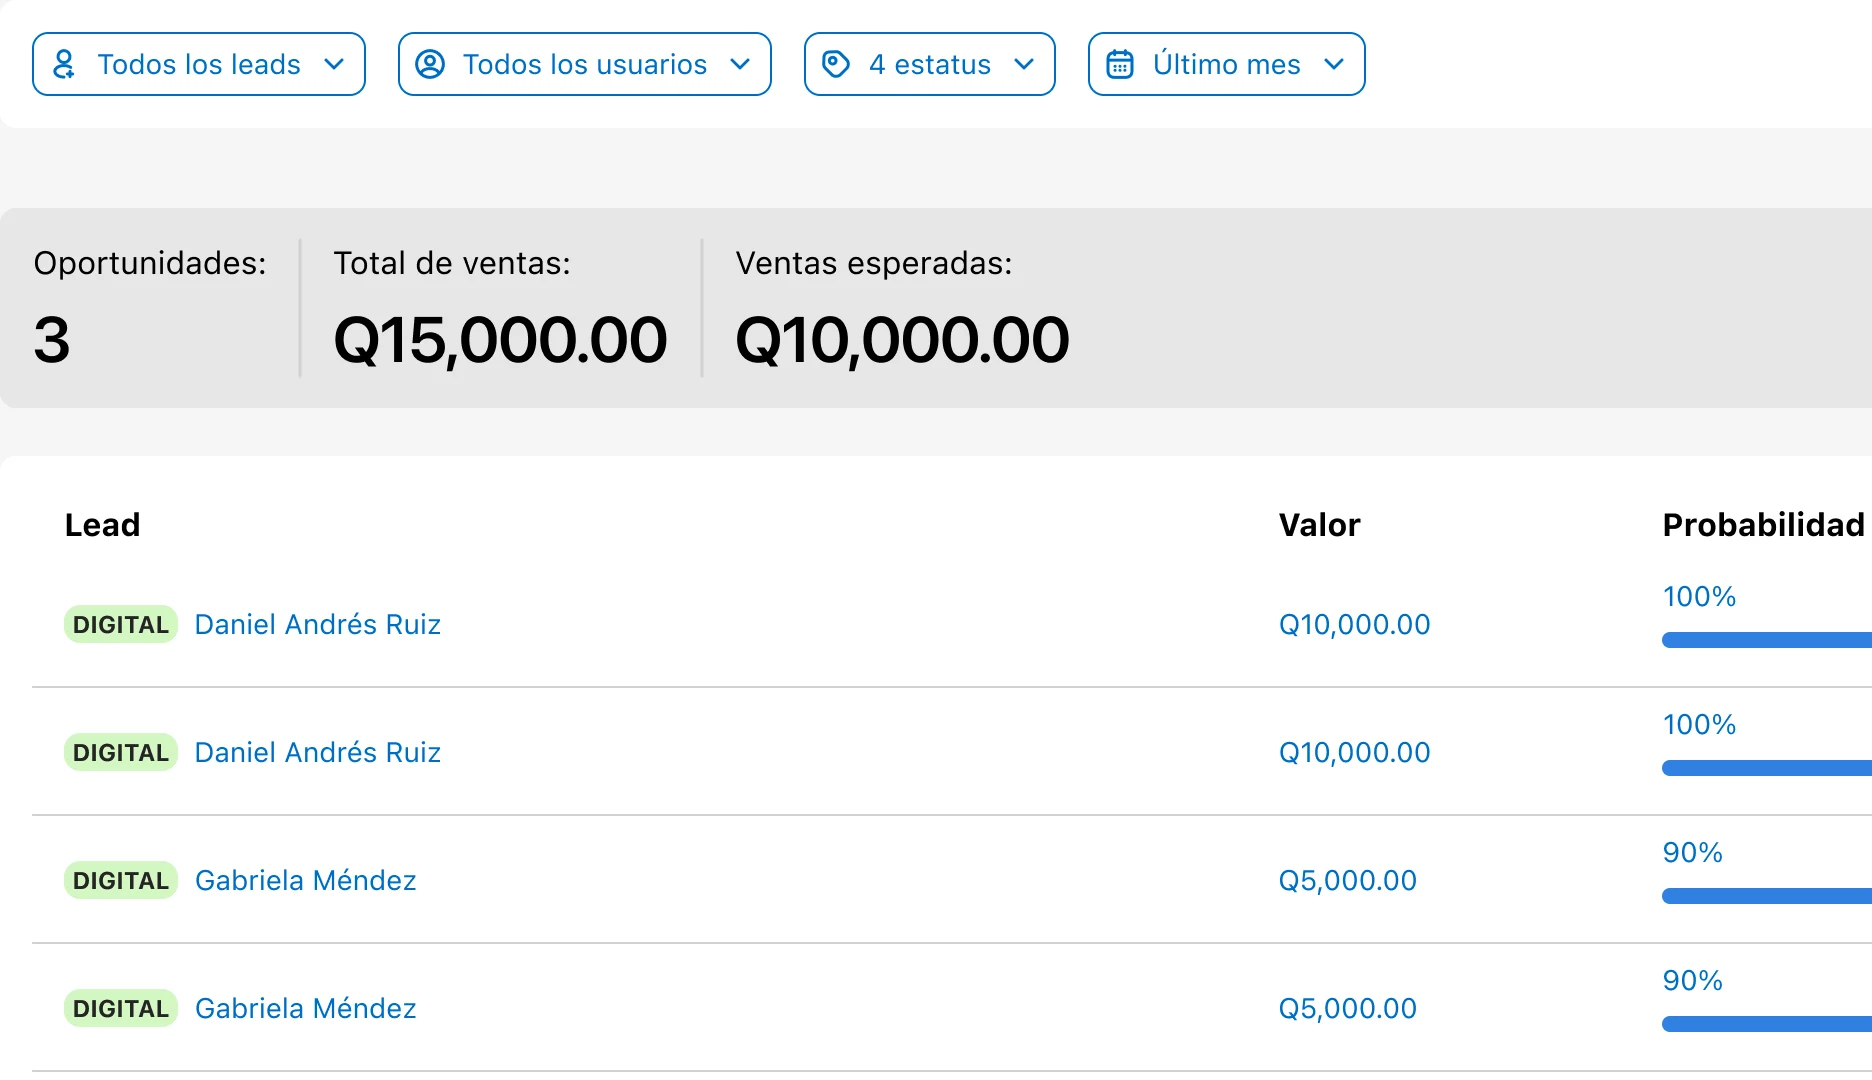 Todos los leads Todos los usuarios 4 estatus Último mes
Oportunidades: Total de ventas: Ventas esperadas:
3 Q15,000.00 Q10,000.00
Lead Valor Probabilidad
100%
DIGITAL Daniel Andrés Ruiz Q10,000.00
100%
DIGITAL Daniel Andrés Ruiz Q10,000.00
90%
DIGITAL Gabriela Méndez Q5,000.00
90%
DIGITAL Gabriela Méndez Q5,000.00